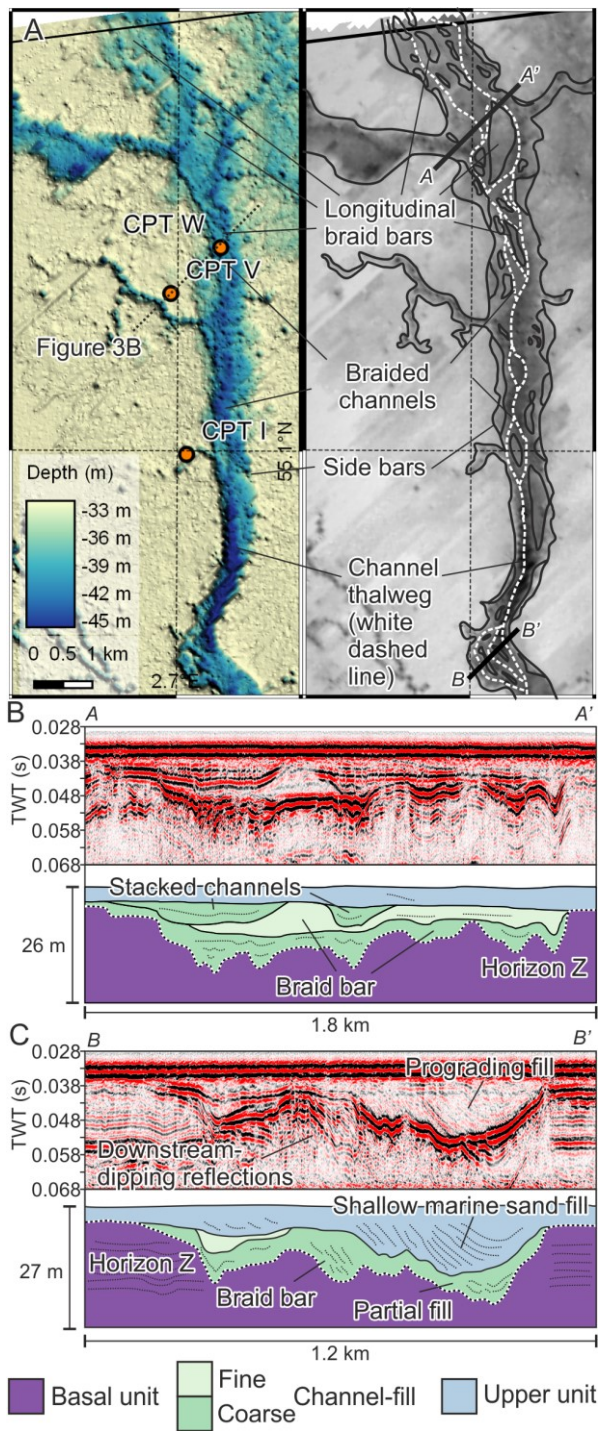 A
A'
A
CPT W
Longitudinal
braid bars
CPT V
Figure 3B
Braided
channels
CPT I
55.1°N
Side bars
Depth (m)
-33 m
-36 m
-39 m
-42 m
-45 m
Channel
thalweg
(white
dashed
line)
0 0.5 1 km
2.7°E
B'
B
B
A
A'
0.028
0.038
0.048
0.058
0.068
TWT (s)
Stacked channels
26 m
Braid bar
Horizon Z
1.8 km
C
B
B'
0.028
0.038
0.048
0.058
0.068
TWT (s)
Prograding fill
Downstream-
dipping reflections
Shallow marine sand fill
27 m
Horizon Z
Braid bar
Partial fill
1.2 km
Basal unit
Fine
Coarse
Channel-fill
Upper unit